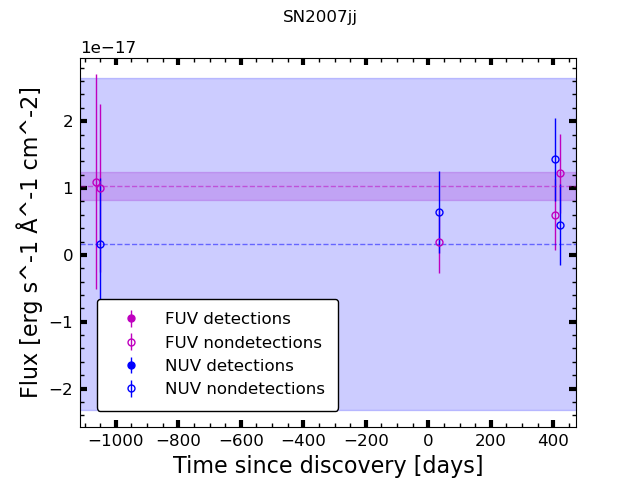 SN2007jj
1e−17
2
1
0
−1
−2
Flux [erg s^-1 Å^-1 cm^-2]
FUV detections
FUV nondetections
NUV detections
NUV nondetections
−1000 −800 −600 −400 −200 0 200 400
Time since discovery [days]